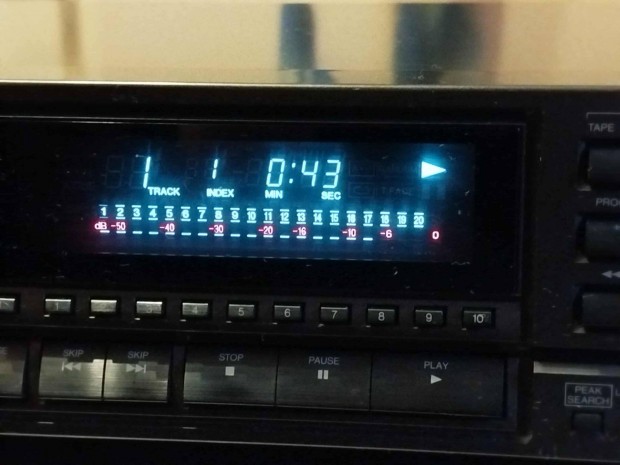 TAPE
1 1 0:43
TRACK INDEX MIN SEC
1 2 3 4 5 6 7 8 9 10 11 12 13 14 15 16 17 18 19 20
dB -50 -40 -30 -20 -16 -10 -6 0
1 3 4 5 6 7 8 9 10
SKIP SKIP STOP PAUSE PLAY
PEAK
SEARCH